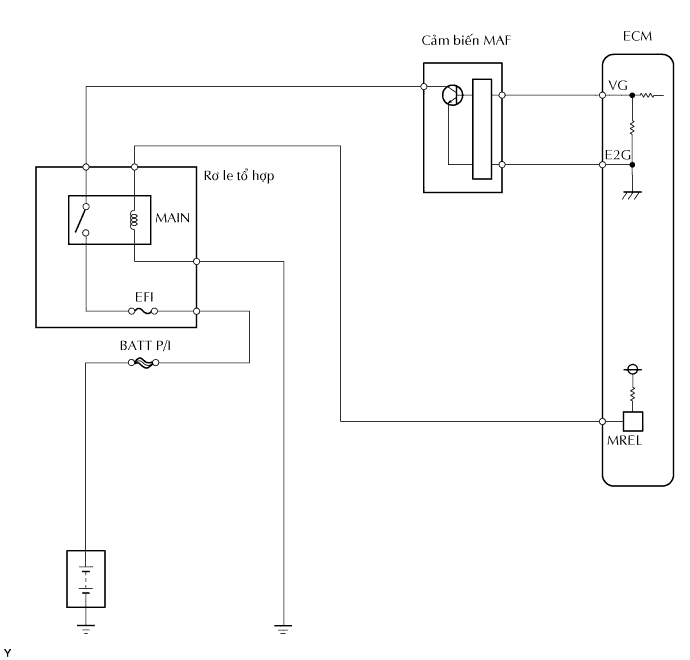 ECM
Cảm biến MAF
VG
E2G
Rơ le tổ hợp
MAIN
EFI
BATT P/I
MREL
Y